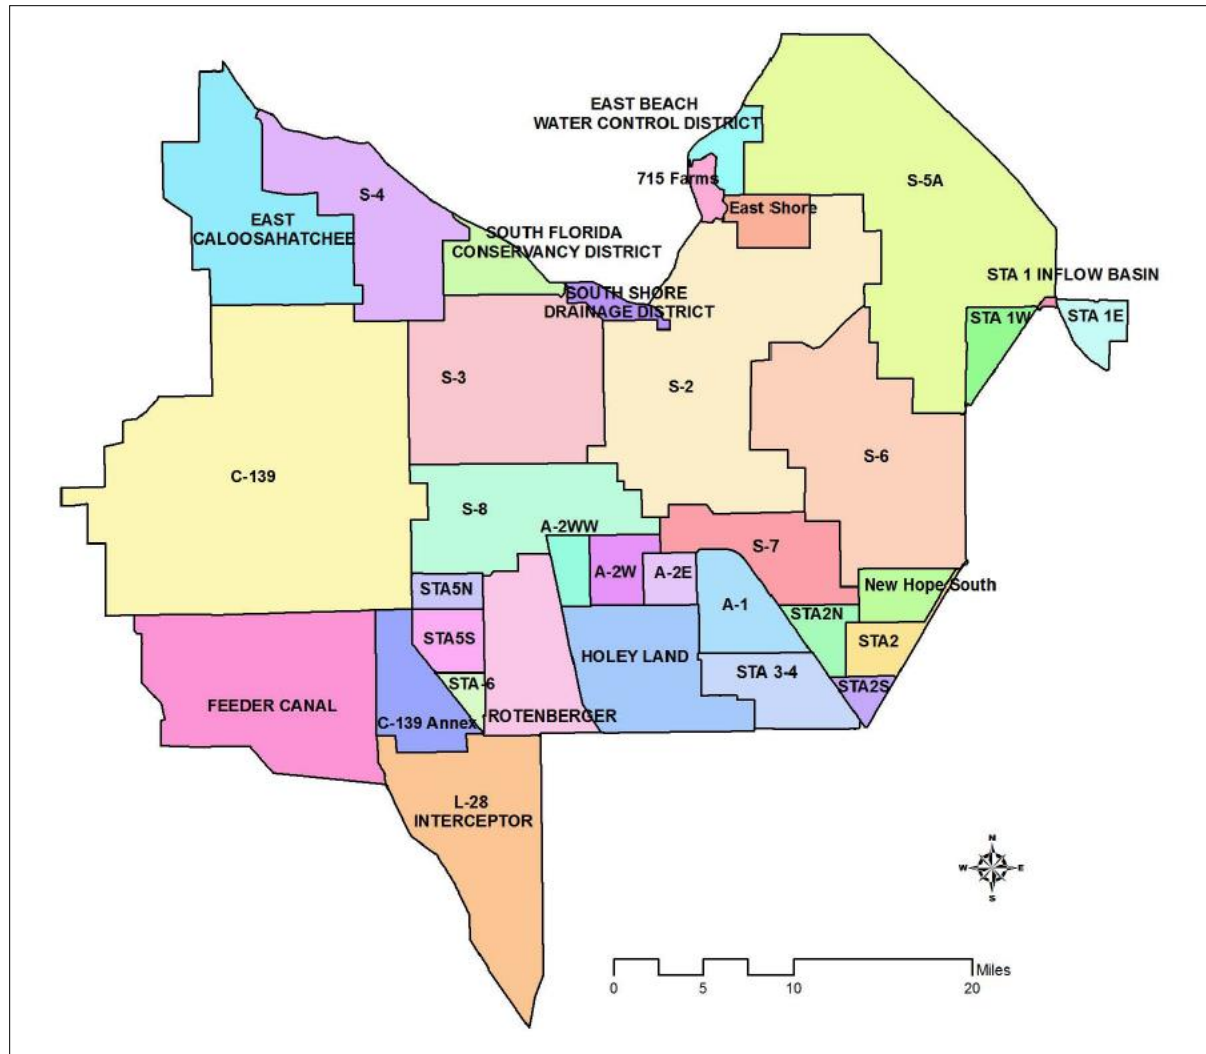 EAST BEACH
WATER CONTROL DISTRICT
715 Farms
S-5A
S-4
East Shore
EAST
CALOOSAHATCHEE
SOUTH FLORIDA
CONSERVANCY DISTRICT
STA 1 INFLOW BASIN
SOUTH SHORE
DRAINAGE DISTRICT
STA 1W
STA 1E
S-3
S-2
S-6
C-139
S-8
A-2WW
S-7
A-2W
A-2E
STA5N
New Hope South
A-1
STA2N
STA5S
STA2
HOLEY LAND
STA 3-4
STA-6
STA2S
FEEDER CANAL
C-139 Annex
ROTENBERGER
L-28
INTERCEPTOR
N
W
E
S
Miles
0
5
10
20